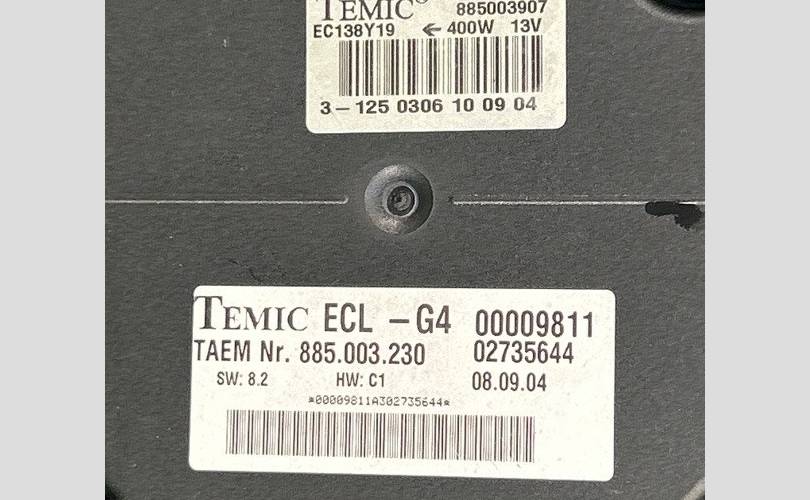 TEMIC® 885003907
EC138Y19 ← 400W 13V
3-125 0306 10 09 04
TEMIC ECL -G4 00009811
TAEM Nr. 885.003.230 02735644
SW: 8.2 HW: C1 08.09.04
*00009811A302735644*